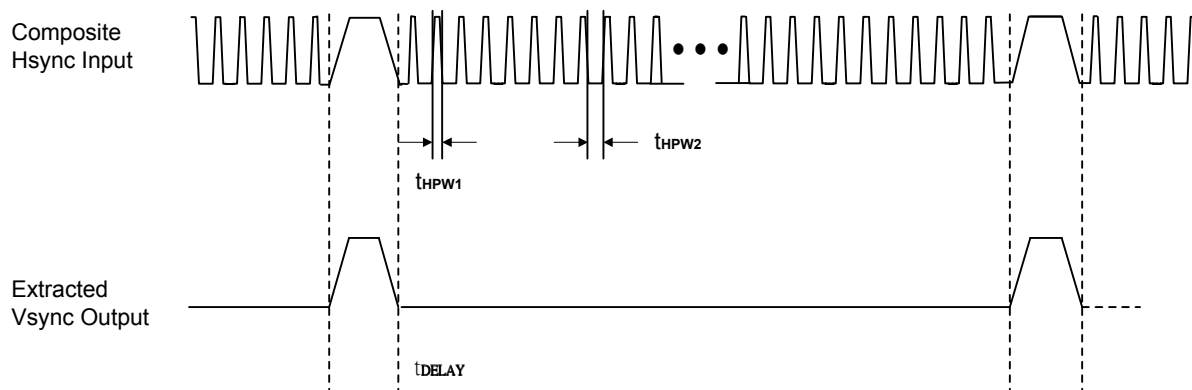 Composite
Hsync Input
tHPW2
tHPW1
Extracted
Vsync Output
tDELAY